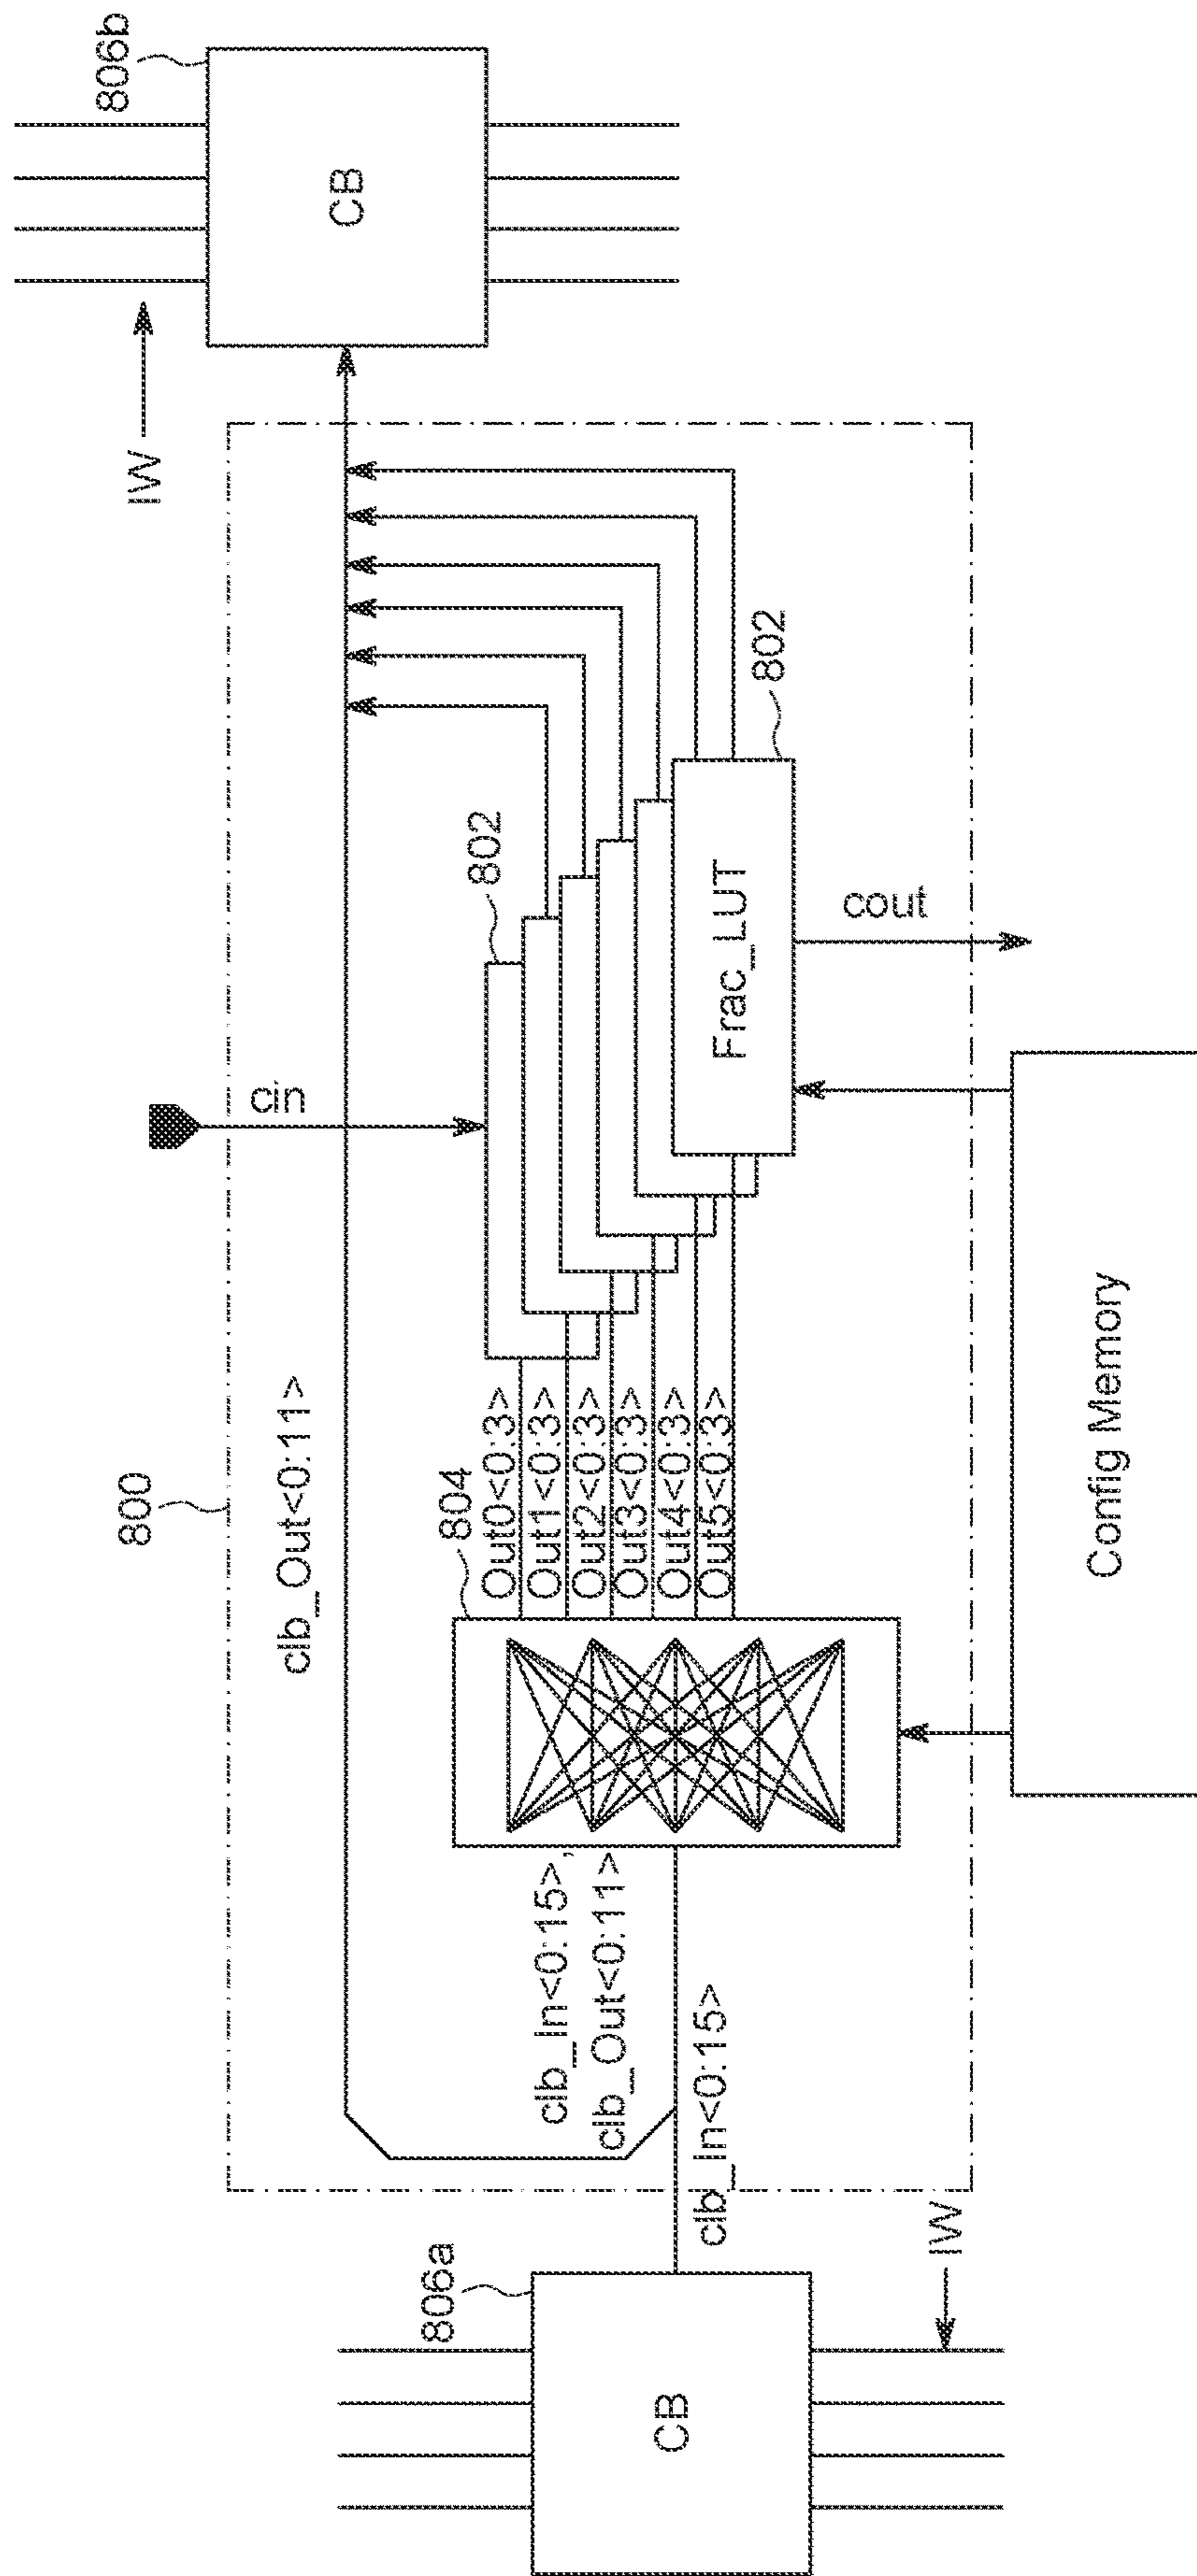 806b
CB
IW
800
clb_Out<0:11>
cin
802
802
Frac_LUT
cout
804
Out0<0:3>
Out1<0:3>
Out2<0:3>
Out3<0:3>
Out4<0:3>
Out5<0:3>
clb_In<0:15>,
clb_Out<0:11>
clb_In<0:15>
Config Memory
806a
CB
IW